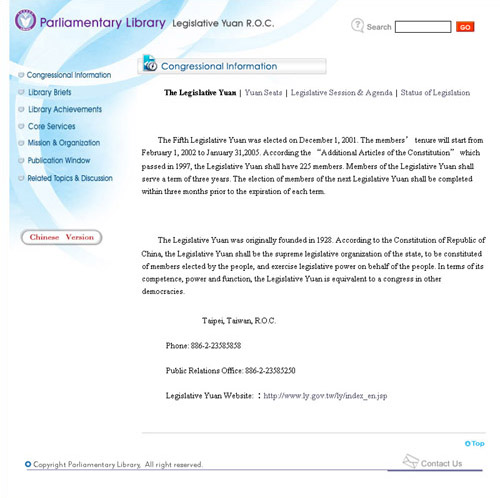 Parliamentary Library Legislative Yuan R.O.C.
Search GO
Congressional Information
Congressional Information
Library Briefs
Library Achievements
Core Services
Mission & Organization
Publication Window
Related Topics & Discussion
Chinese Version
The Legislative Yuan | Yuan Seats | Legislative Session & Agenda | Status of Legislation
The Fifth Legislative Yuan was elected on December 1, 2001. The members’ tenure will start from
February 1, 2002 to January 31,2005. According the “Additional Articles of the Constitution” which
passed in 1997, the Legislative Yuan shall have 225 members. Members of the Legislative Yuan shall
serve a term of three years. The election of members of the next Legislative Yuan shall be completed
within three months prior to the expiration of each term.
The Legislative Yuan was originally founded in 1928. According to the Constitution of Republic of
China, the Legislative Yuan shall be the supreme legislative organization of the state, to be constituted
of members elected by the people, and exercise legislative power on behalf of the people. In terms of its
competence, power and function, the Legislative Yuan is equivalent to a congress in other
democracies.
Taipei, Taiwan, R.O.C.
Phone: 886-2-23585858
Public Relations Office: 886-2-23585250
Legislative Yuan Website: ：http://www.ly.gov.tw/ly/index_en.jsp
Top
Copyright Parliamentary Library, All right reserved.
Contact Us